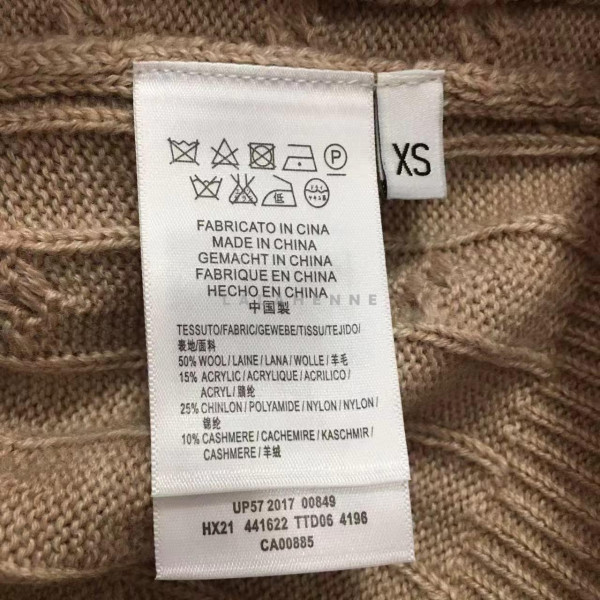 XS
P
低
FABRICATO IN CINA
MADE IN CHINA
GEMACHT IN CHINA
FABRIQUE EN CHINA
HECHO EN CHINA
LALAHENNE
中国製
TESSUTO/FABRIC/GEWEBE/TISSU/TEJIDO/
表地/面料
50% WOOL / LAINE / LANA / WOLLE / 羊毛
15% ACRYLIC / ACRYLIQUE / ACRILICO /
ACRYL / 腈纶
25% CHINLON / POLYAMIDE / NYLON / NYLON /
锦纶
10% CASHMERE / CACHEMIRE / KASCHMIR /
CASHMERE / 羊绒
UP57 2017 00849
HX21 441622 TTD06 4196
CA00885